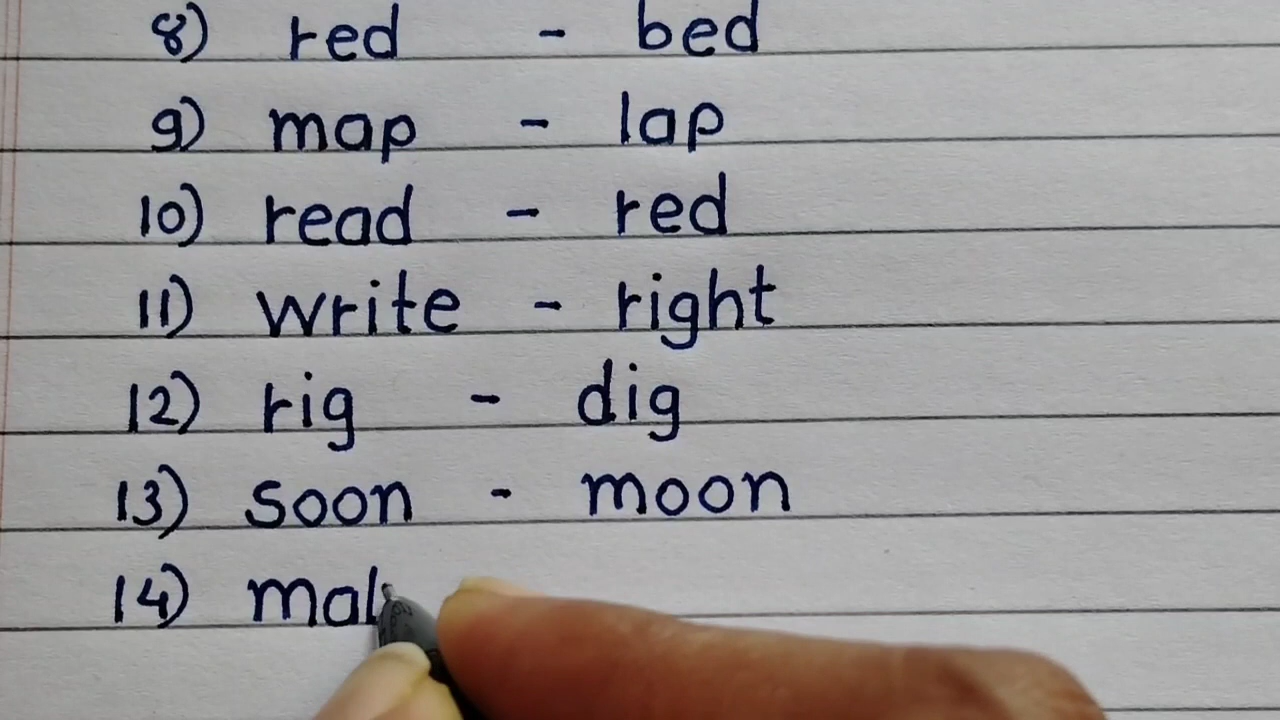 8) red - bed
9) map - lap
10) read - red
11) write - right
12) rig - dig
13) soon - moon
14)